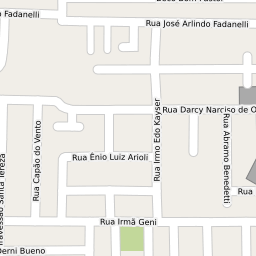 Fadanelli
Rua José Arlindo Fadanelli
Rua Darcy Narciso de O
Rua Irmo Edo Kayser
Rua Abramo Benedetti
Rua Capão do Vento
Rua Ênio Luiz Arioli
Travessão Santa Tereza
Rua
Rua Irmã Geni
Derni Bueno